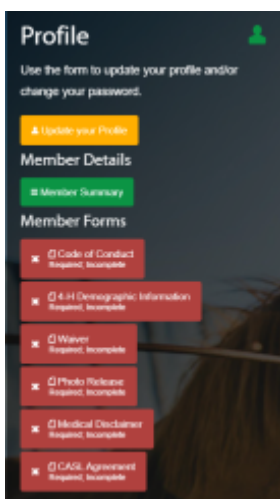 Profile
Use the form to update your profile and/or
change your password.
Update your Profile
Member Details
Member Summary
Member Forms
Code of Conduct
Required, Incomplete
4-H Demographic Information
Required, Incomplete
Waiver
Required, Incomplete
Photo Release
Required, Incomplete
Medical Disclaimer
Required, Incomplete
CASL Agreement
Required, Incomplete